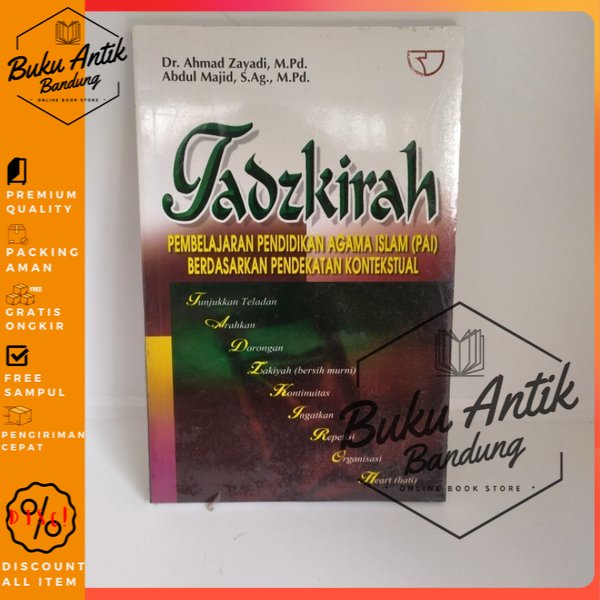 Buku Antik
Bandung
• ONLINE BOOK STORE •
PREMIUM
QUALITY
PACKING
AMAN
FREE
GRATIS
ONGKIR
FREE
SAMPUL
PENGIRIMAN
CEPAT
DISC!
%
DISCOUNT
ALL ITEM
Dr. Ahmad Zayadi, M.Pd.
Abdul Majid, S.Ag., M.Pd.
Tadzkirah
PEMBELAJARAN PENDIDIKAN AGAMA ISLAM (PAI)
BERDASARKAN PENDEKATAN KONTEKSTUAL
Tunjukkan Teladan
Arahkan
Dorongan
Zakiyah (bersih murni)
Kontinuitas
Ingatkan
Repetisi
Organisasi
Heart (hati)
Buku Antik
Bandung
ONLINE BOOK STORE •